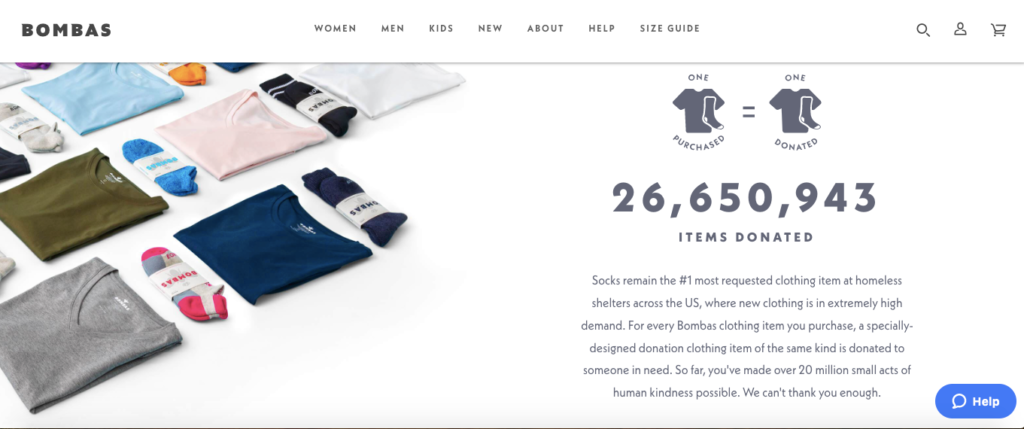 BOMBAS
WOMEN MEN KIDS NEW ABOUT HELP SIZE GUIDE
ONE ONE
PURCHASED = DONATED
26,650,943
ITEMS DONATED
Socks remain the #1 most requested clothing item at homeless
shelters across the US, where new clothing is in extremely high
demand. For every Bombas clothing item you purchase, a specially-
designed donation clothing item of the same kind is donated to
someone in need. So far, you've made over 20 million small acts of
human kindness possible. We can't thank you enough.
Help
BOMBAS
BOMBAS
BOMBAS